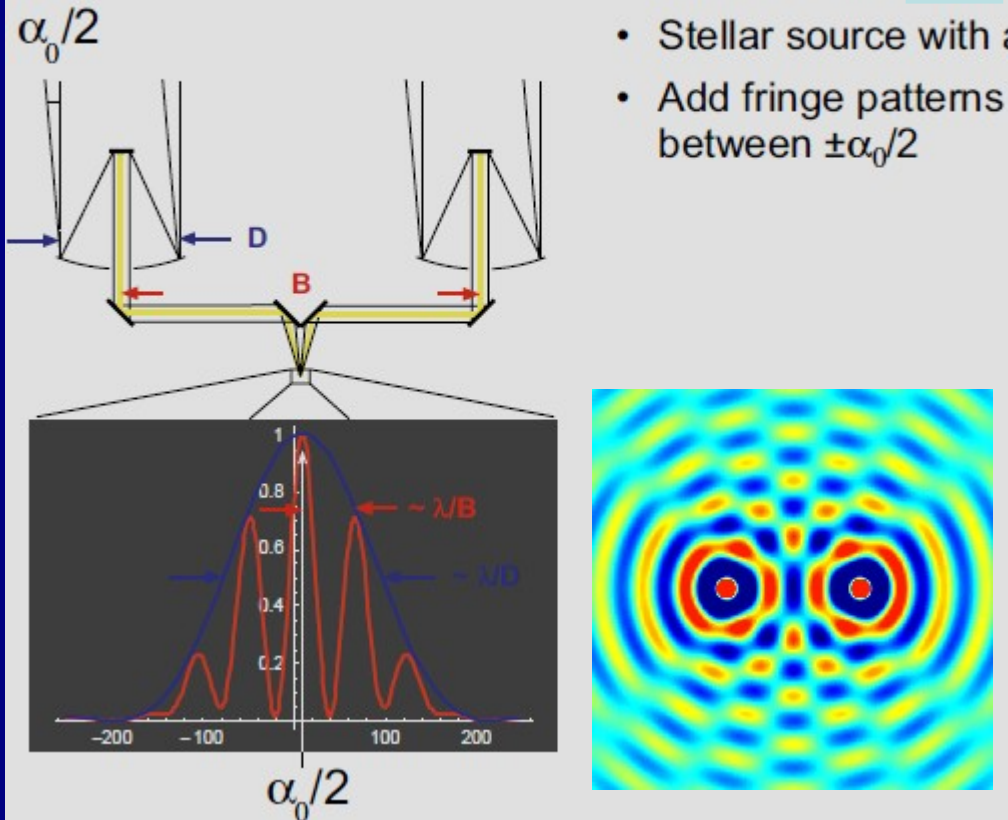 α₀/2
• Stellar source with a
• Add fringe patterns
between ±α₀/2
D
B
1
0.8
~ λ/B
0.6
~ λ/D
0.4
0.2
−200 −100 100 200
α₀/2